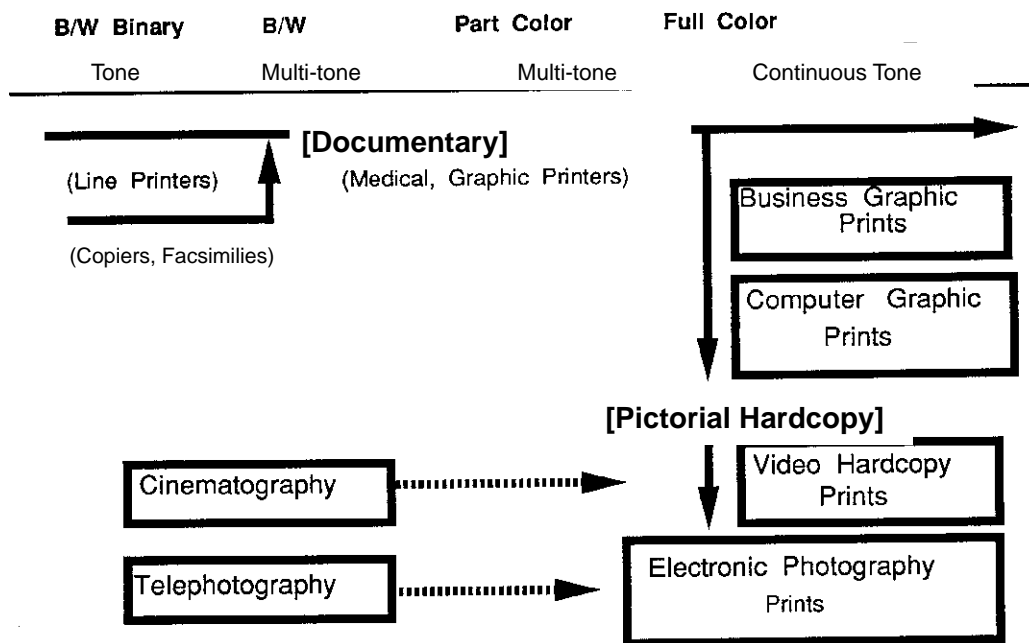 B/W Binary B/W Part Color Full Color
Tone Multi-tone Multi-tone Continuous Tone
[Documentary]
(Line Printers) (Medical, Graphic Printers)
(Copiers, Facsimilies)
Business Graphic
Prints
Computer Graphic
Prints
[Pictorial Hardcopy]
Cinematography
Video Hardcopy
Prints
Telephotography
Electronic Photography
Prints